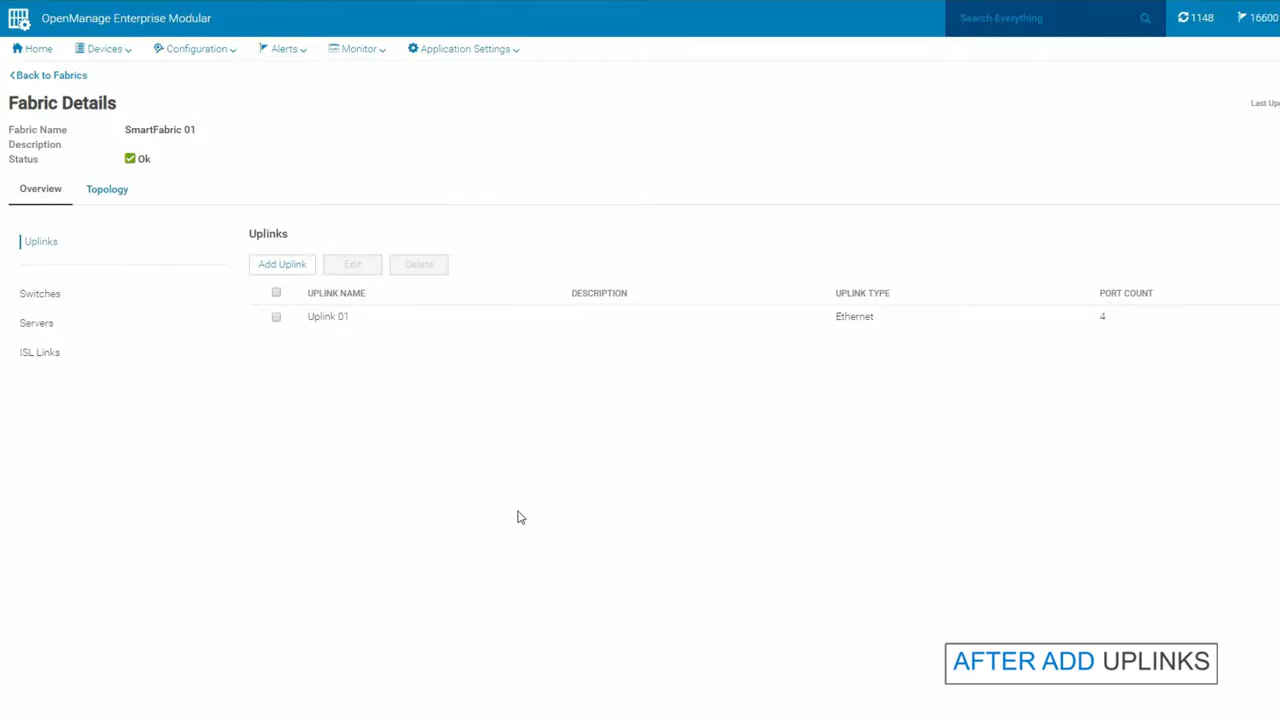 OpenManage Enterprise Modular
Search Everything
1148
16600
Home
Devices
Configuration
Alerts
Monitor
Application Settings
Back to Fabrics
Fabric Details
Last Up
Fabric Name SmartFabric 01
Description
Status Ok
Overview Topology
Uplinks
Switches
Servers
ISL Links
Uplinks
Add Uplink Edit Delete
UPLINK NAME DESCRIPTION UPLINK TYPE PORT COUNT
Uplink 01 Ethernet 4
AFTER ADD UPLINKS